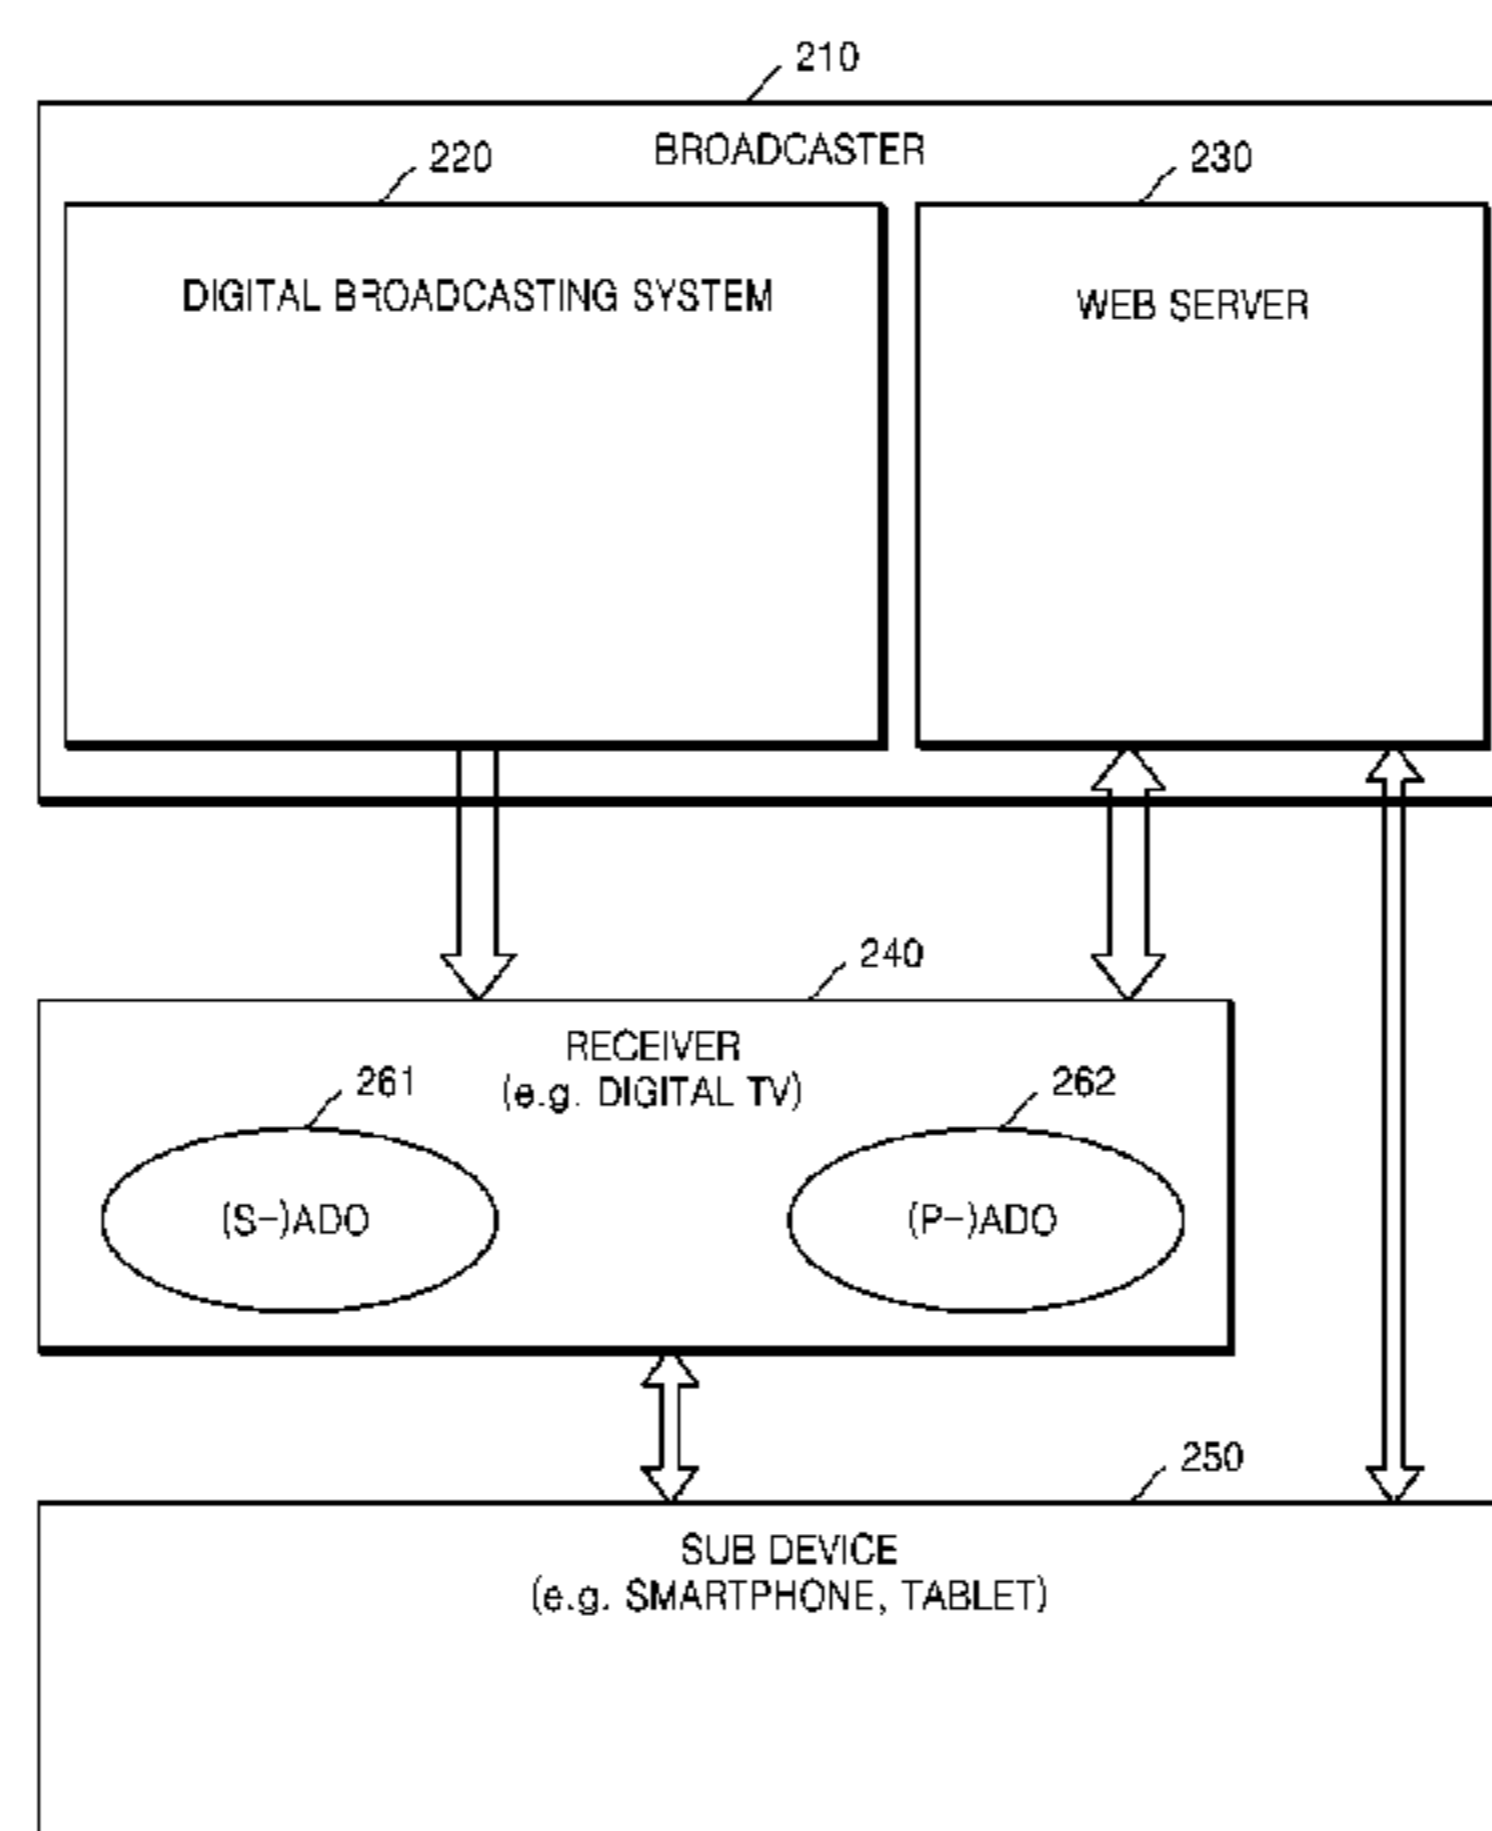 210
BROADCASTER
220
230
DIGITAL BROADCASTING SYSTEM
WEB SERVER
240
RECEIVER
(e.g. DIGITAL TV)
261
262
(S-)ADO
(P-)ADO
250
SUB DEVICE
(e.g. SMARTPHONE, TABLET)